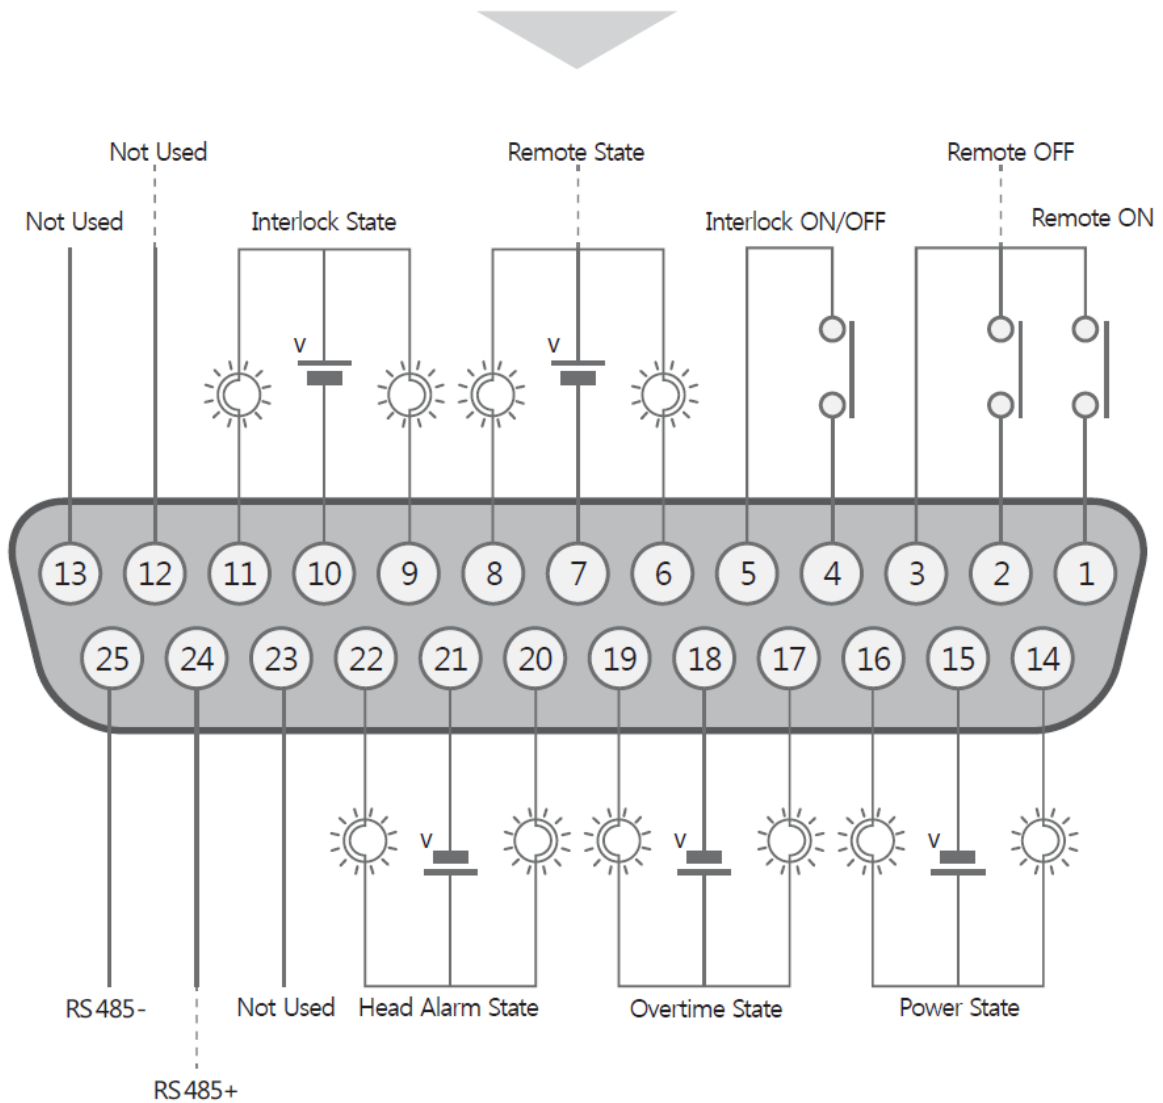 Not Used
Remote State
Remote OFF
Not Used
Interlock State
Interlock ON/OFF
Remote ON
V
V
13 12 11 10 9 8 7 6 5 4 3 2 1
25 24 23 22 21 20 19 18 17 16 15 14
V
V
V
RS485-
Not Used
Head Alarm State
Overtime State
Power State
RS485+